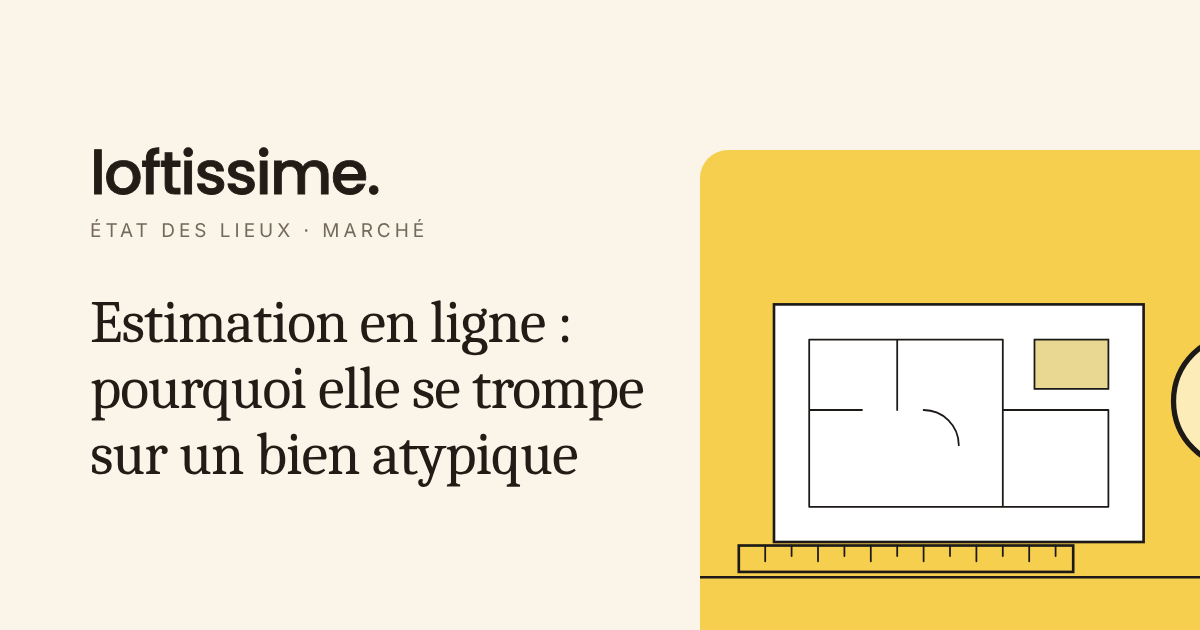 loftissime.
ÉTAT DES LIEUX · MARCHÉ
Estimation en ligne :
pourquoi elle se trompe
sur un bien atypique